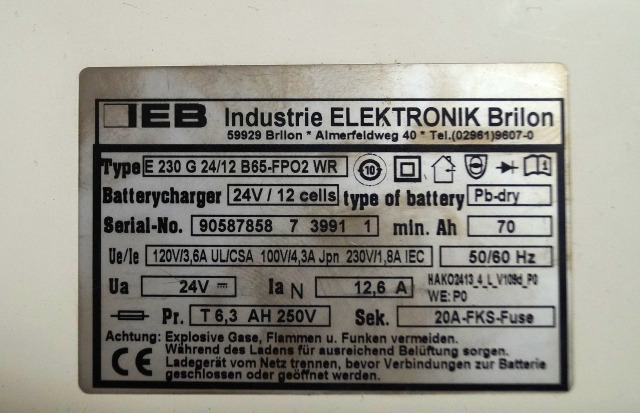 IEB Industrie ELEKTRONIK Brilon
59929 Brilon * Almerfeldweg 40 * Tel.(02961)9607-0
Type E 230 G 24/12 B65-FPO2 WR 10
Batterycharger 24V / 12 cells type of battery Pb-dry
Serial-No. 90587858 7 3991 1 min. Ah 70
Ue/Ie 120V/3,6A UL/CSA 100V/4,3A Jpn 230V/1,8A IEC 50/60 Hz
Ua 24V Ia N 12,6 A HAKO2413_4_L_V109d_P0
WE: P0
Pr. T 6,3 AH 250V Sek. 20A-FKS-Fuse
Achtung: Explosive Gase, Flammen u. Funken vermeiden.
Während des Ladens für ausreichend Belüftung sorgen.
CE Ladegerät vom Netz trennen, bevor Verbindungen zur Batterie
geschlossen oder geöffnet werden.